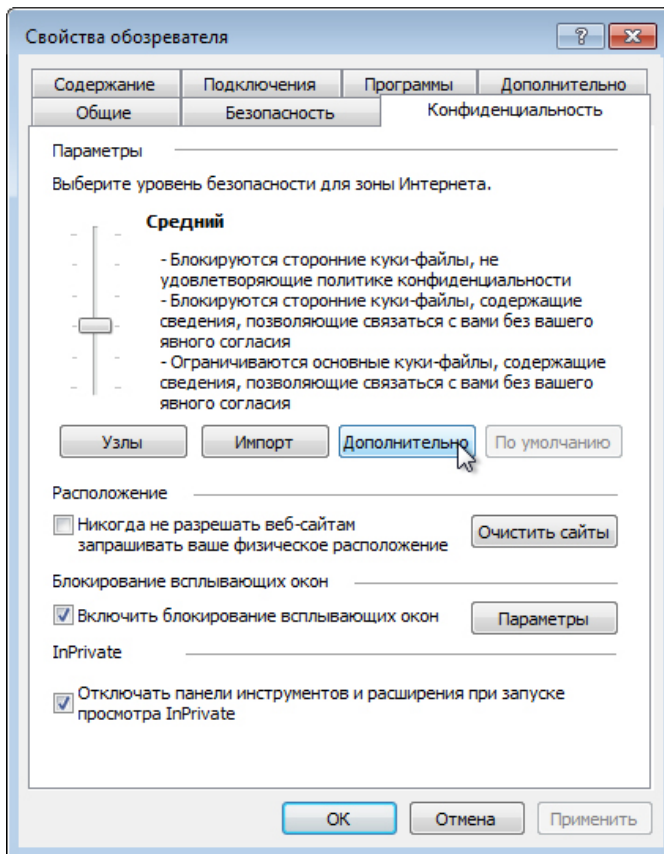 Свойства обозревателя
Содержание
Подключения
Программы
Дополнительно
Общие
Безопасность
Конфиденциальность
Параметры
Выберите уровень безопасности для зоны Интернета.
Средний
- Блокируются сторонние куки-файлы, не
удовлетворяющие политике конфиденциальности
- Блокируются сторонние куки-файлы, содержащие
сведения, позволяющие связаться с вами без вашего
явного согласия
- Ограничиваются основные куки-файлы, содержащие
сведения, позволяющие связаться с вами без вашего
явного согласия
Узлы
Импорт
Дополнительно
По умолчанию
Расположение
Никогда не разрешать веб-сайтам
запрашивать ваше физическое расположение
Очистить сайты
Блокирование всплывающих окон
Включить блокирование всплывающих окон
Параметры
InPrivate
Отключать панели инструментов и расширения при запуске
просмотра InPrivate
ОК
Отмена
Применить